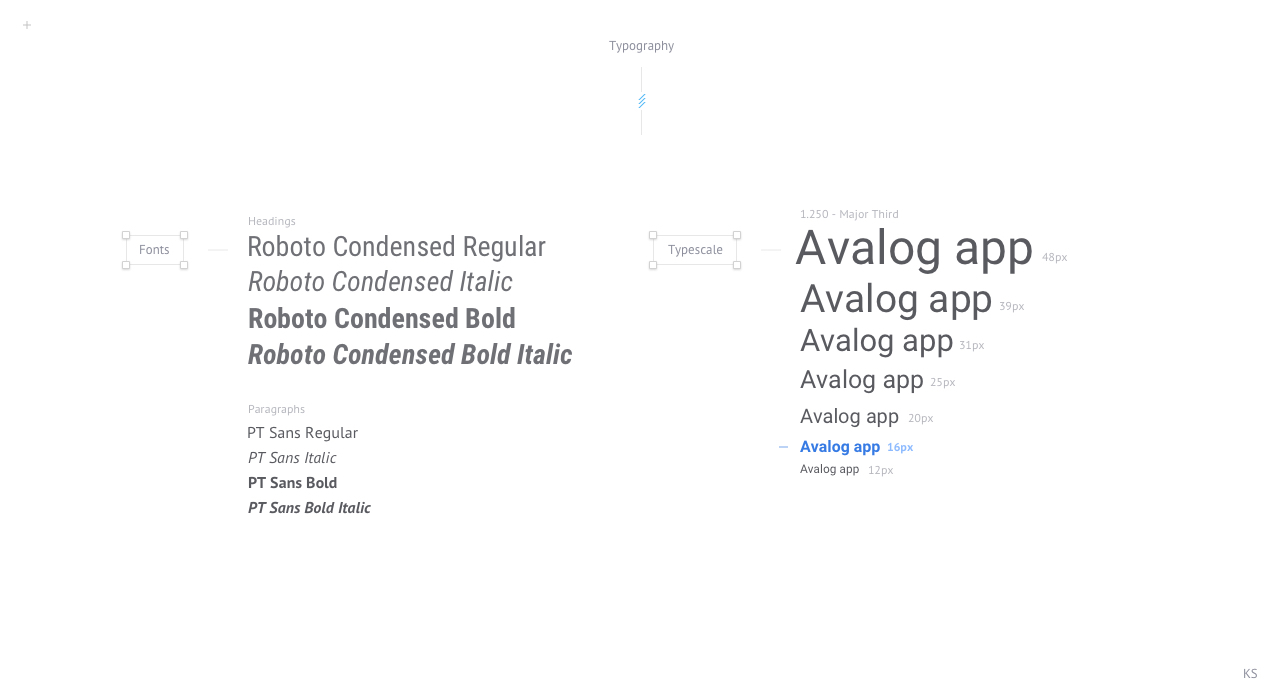 Typography
Fonts
Headings
Roboto Condensed Regular
Roboto Condensed Italic
Roboto Condensed Bold
Roboto Condensed Bold Italic
Paragraphs
PT Sans Regular
PT Sans Italic
PT Sans Bold
PT Sans Bold Italic
Typescale
1.250 - Major Third
Avalog app 48px
Avalog app 39px
Avalog app 31px
Avalog app 25px
Avalog app 20px
Avalog app 16px
Avalog app 12px
KS